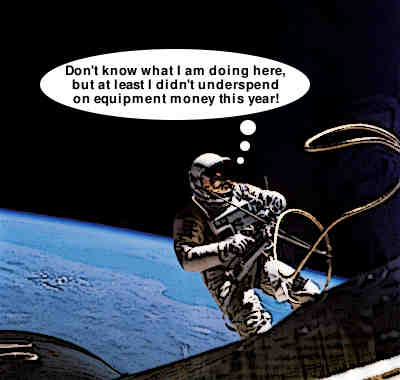 Don't know what I am doing here,
but at least I didn't underspend
on equipment money this year!